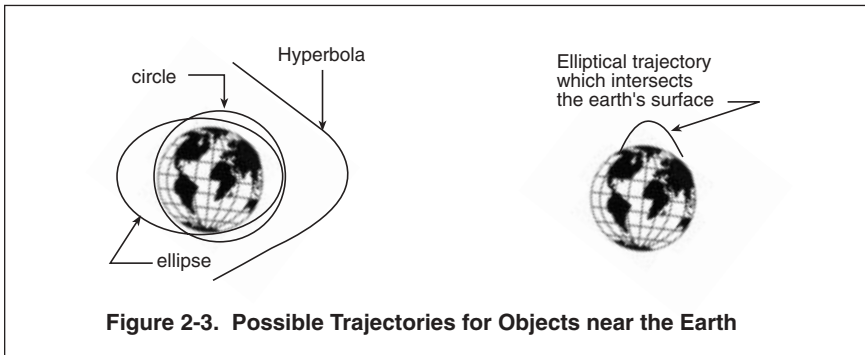 Hyperbola
circle
ellipse
Elliptical trajectory
which intersects
the earth's surface
Figure 2-3. Possible Trajectories for Objects near the Earth